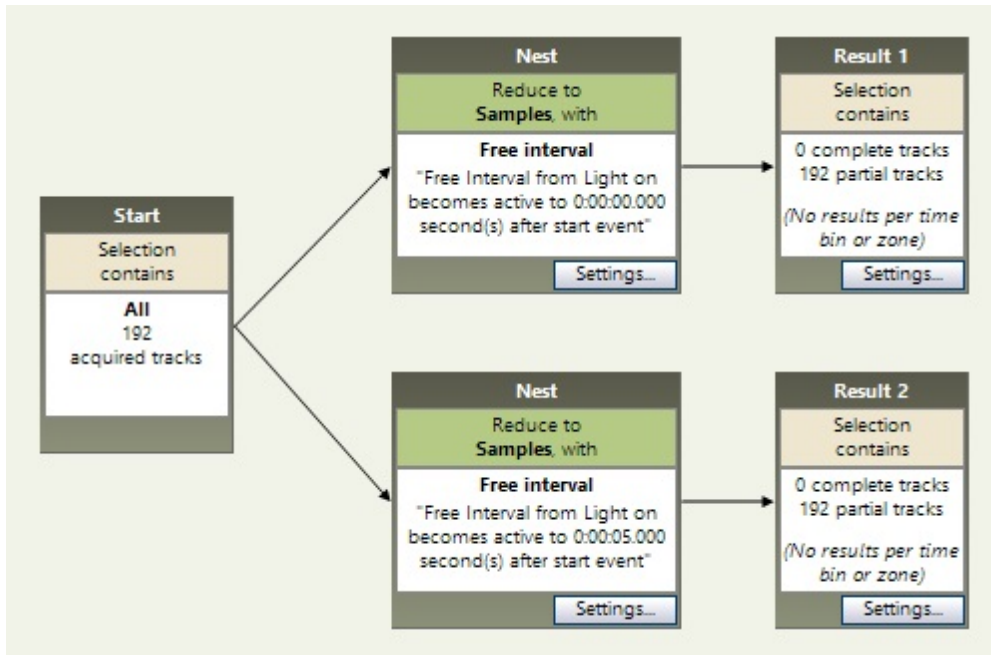 Start
Selection
contains
All
192
acquired tracks
Nest
Reduce to
Samples, with
Free interval
"Free Interval from Light on
becomes active to 0:00:00.000
second(s) after start event"
Settings...
Result 1
Selection
contains
0 complete tracks
192 partial tracks
(No results per time
bin or zone)
Settings...
Nest
Reduce to
Samples, with
Free interval
"Free Interval from Light on
becomes active to 0:00:05.000
second(s) after start event"
Settings...
Result 2
Selection
contains
0 complete tracks
192 partial tracks
(No results per time
bin or zone)
Settings...